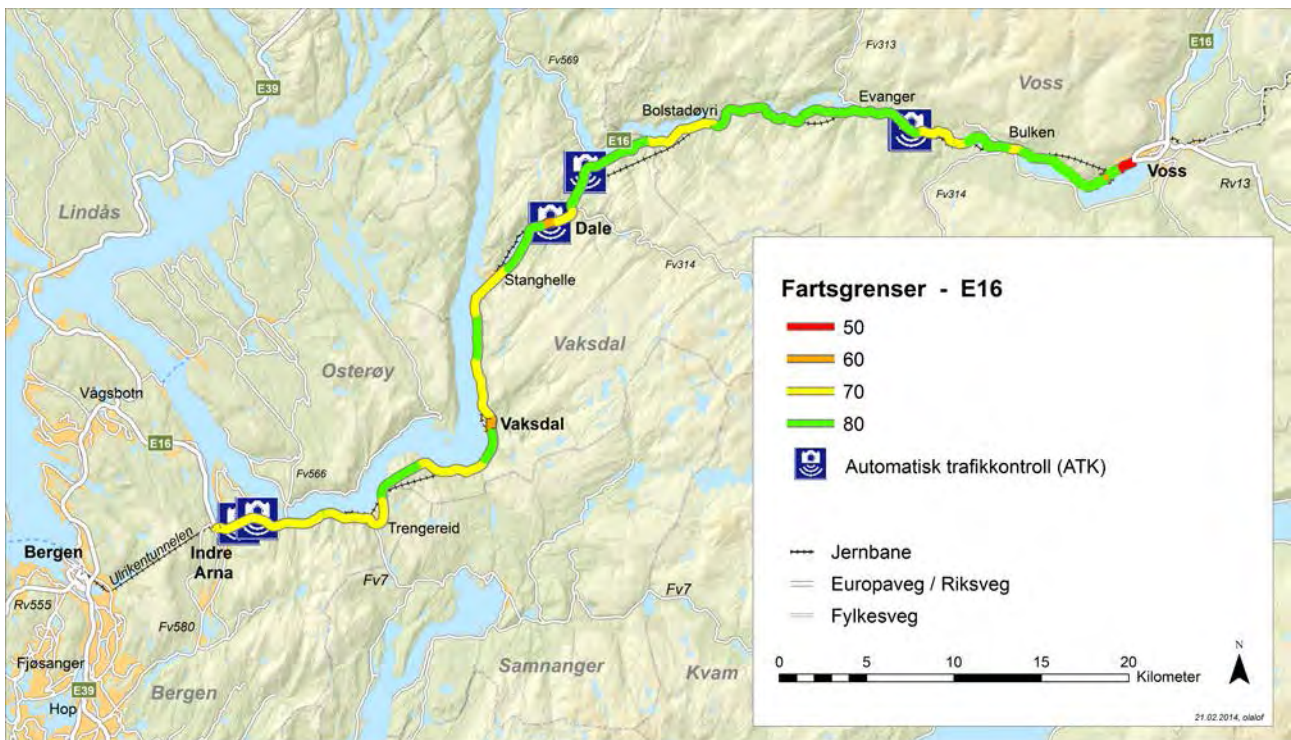 E16
Fv313
E39
Fv569
Voss
Evanger
Bolstadøyri
E16
Bulken
Voss
Lindås
Fv314
Rv13
Dale
Fv314
Stanghelle
Vaksdal
Osterøy
Vågsbotn
Vaksdal
E16
Fv566
Trengereid
Ulrikentunnelen
Bergen
Indre
Arna
Fv7
Fv7
Rv555
Fv580
Fjøsanger
Samnanger
Kvam
Bergen
E39
Hop
Fartsgrenser - E16
50
60
70
80
Automatisk trafikkontroll (ATK)
Jernbane
Europaveg / Riksveg
Fylkesveg
N
0 5 10 15 20
Kilometer
21.02.2014, olalof